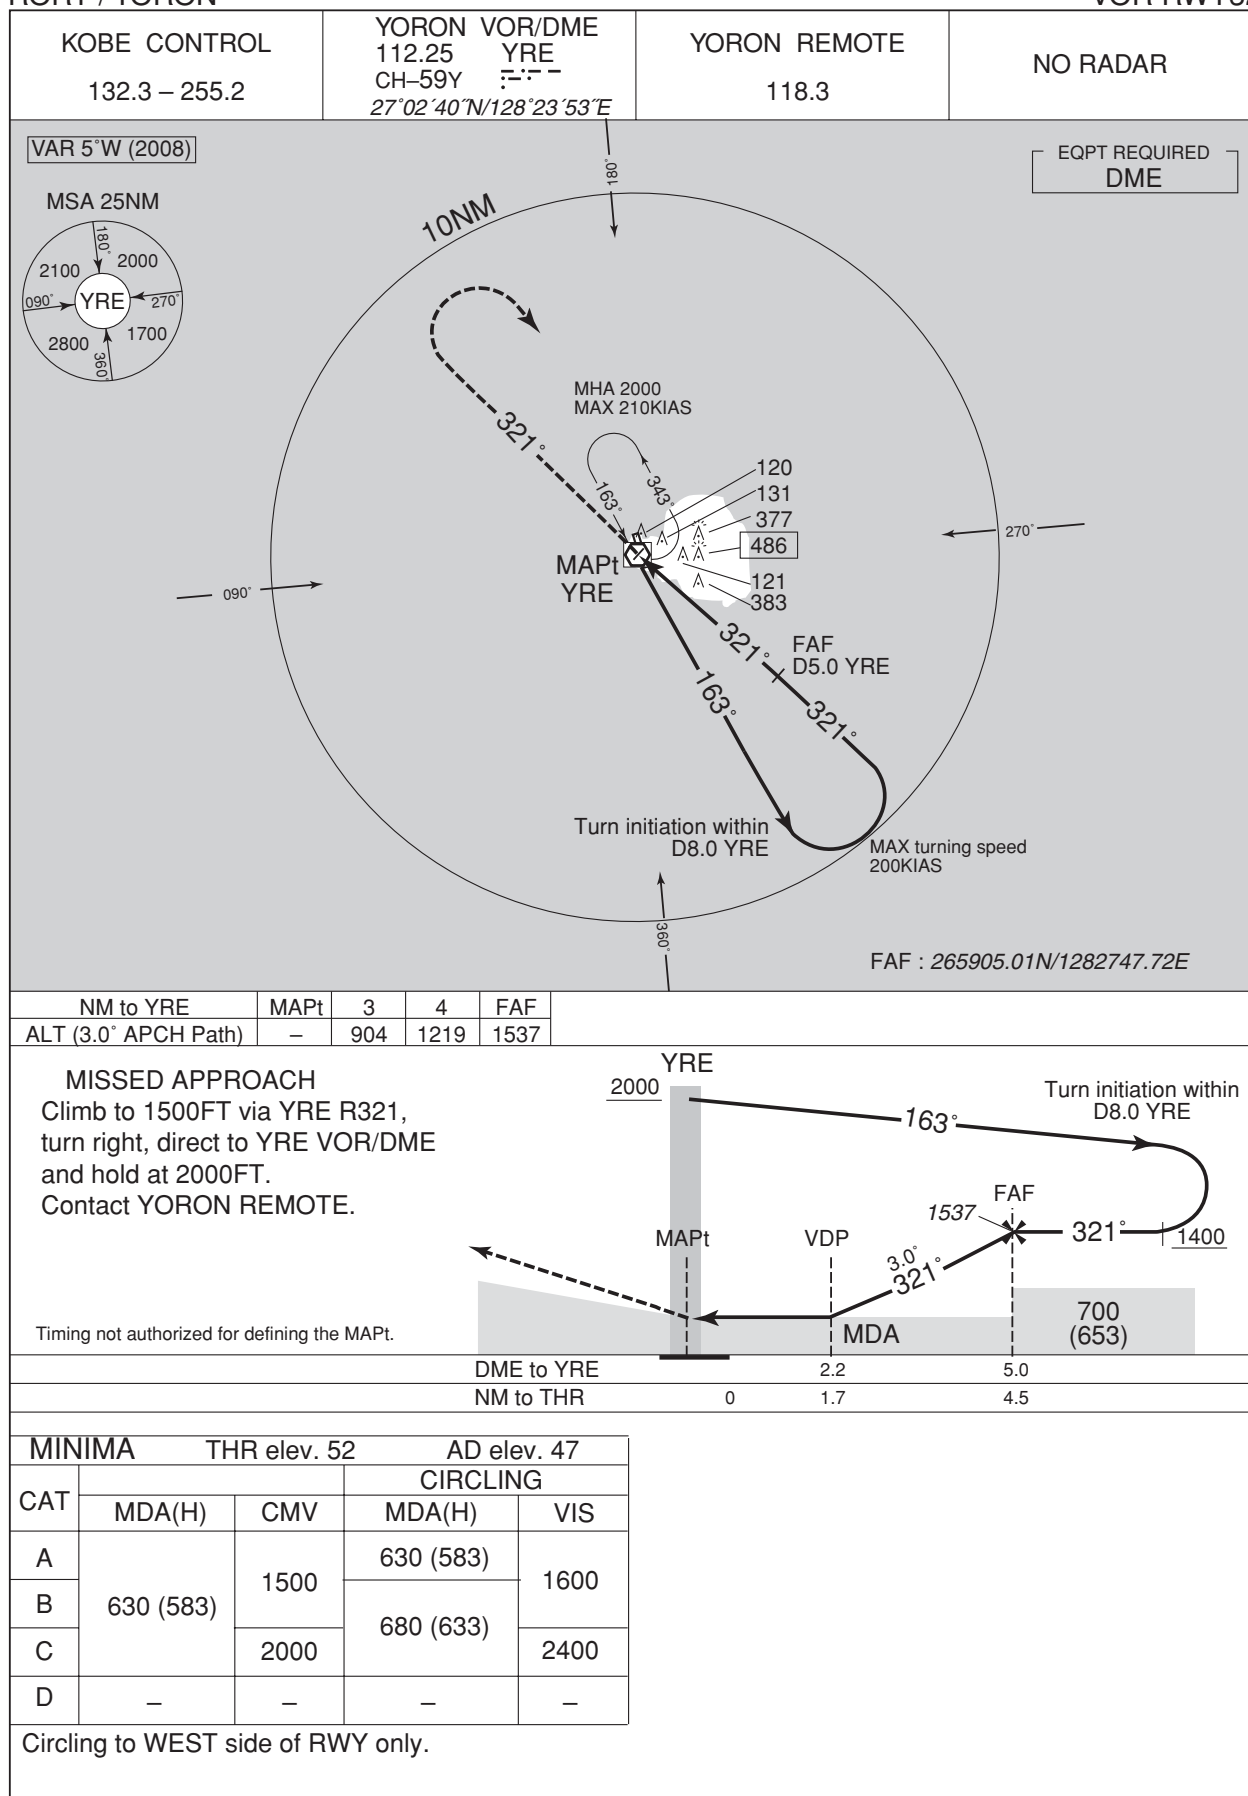 KOBE CONTROL
132.3 – 255.2
YORON VOR/DME
112.25 YRE
CH–59Y
27°02´40˝N/128°23´53˝E
YORON REMOTE
118.3
NO RADAR
VAR 5°W (2008)
EQPT REQUIRED
DME
MSA 25NM
180°
2100
2000
090°
YRE
270°
2800
1700
360°
10NM
180°
MHA 2000
MAX 210KIAS
321°
163°
343°
120
131
377
486
121
383
270°
090°
MAPt
YRE
321°
FAF
D5.0 YRE
163°
321°
Turn initiation within
D8.0 YRE
MAX turning speed
200KIAS
360°
FAF : 265905.01N/1282747.72E
NM to YRE MAPt 3 4 FAF
ALT (3.0° APCH Path) – 904 1219 1537
MISSED APPROACH
Climb to 1500FT via YRE R321,
turn right, direct to YRE VOR/DME
and hold at 2000FT.
Contact YORON REMOTE.
YRE
2000
Turn initiation within
D8.0 YRE
163°
FAF
1537
321°
1400
MAPt
VDP
3.0°
321°
MDA
700
(653)
Timing not authorized for defining the MAPt.
DME to YRE 2.2 5.0
NM to THR 0 1.7 4.5
MINIMA THR elev. 52 AD elev. 47
CAT
CIRCLING
MDA(H) CMV MDA(H) VIS
A 630 (583)
1500 1600
B 630 (583)
680 (633)
C 2000 2400
D – – – –
Circling to WEST side of RWY only.